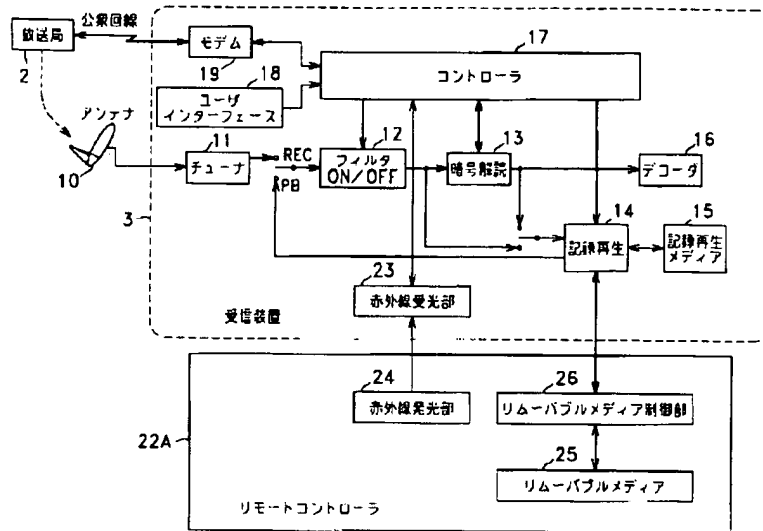 放送局
2
公衆回線
モデム
19
17
コントローラ
18
ユーザ
インターフェース
アンテナ
10
11
チューナ
REC
PB
12
フィルタ
ON/OFF
13
暗号解読
16
デコーダ
14
記録再生
15
記録再生
メディア
3
23
赤外線受光部
受信装置
24
赤外線発光部
26
リムーバブルメディア制御部
22A
25
リムーバブルメディア
リモートコントローラ